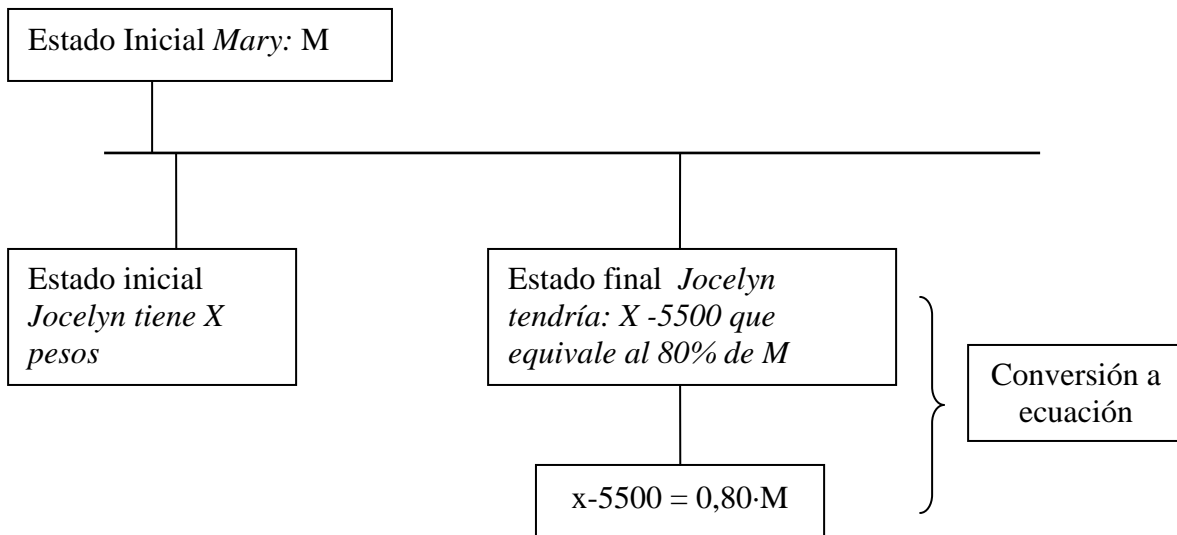 Estado Inicial Mary: M
Estado inicial
Jocelyn tiene X
pesos
Estado final Jocelyn
tendría: X -5500 que
equivale al 80% de M
Conversión a
ecuación
x-5500 = 0,80·M